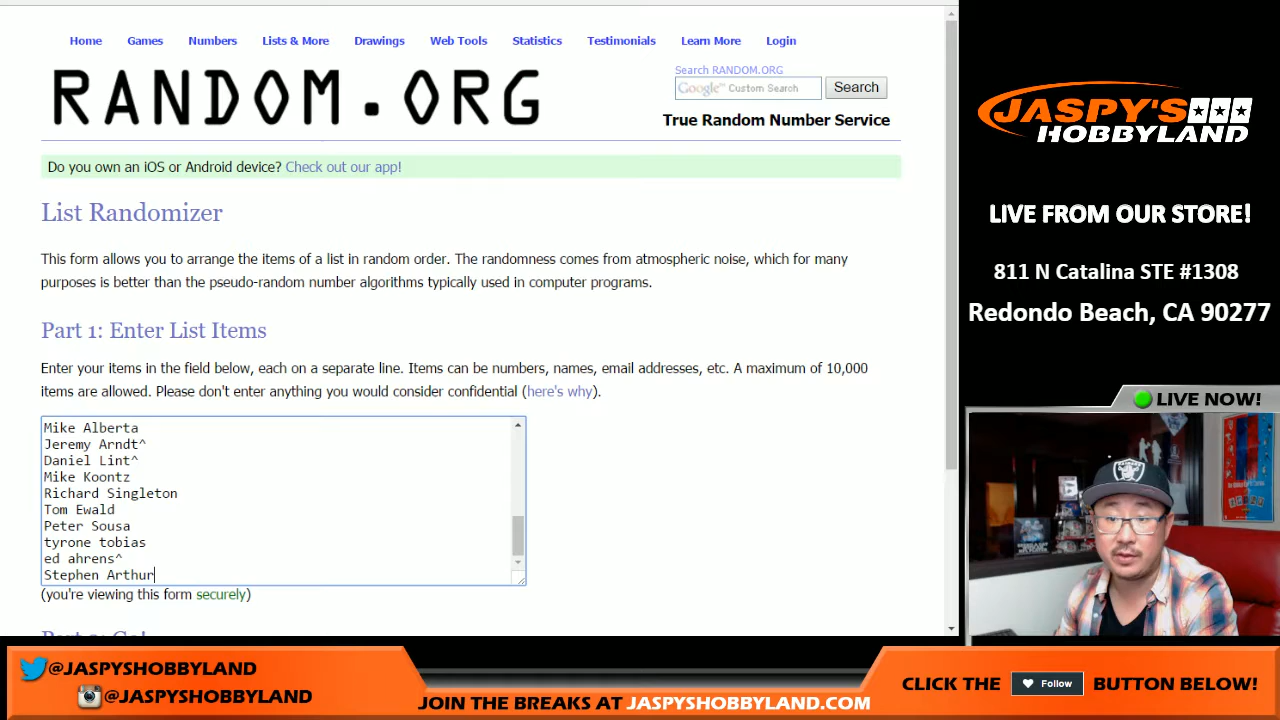 Home Games Numbers Lists & More Drawings Web Tools Statistics Testimonials Learn More Login
RANDOM.ORG
Search RANDOM.ORG
Google™ Custom Search Search
True Random Number Service
Do you own an iOS or Android device? Check out our app!
List Randomizer
This form allows you to arrange the items of a list in random order. The randomness comes from atmospheric noise, which for many
purposes is better than the pseudo-random number algorithms typically used in computer programs.
Part 1: Enter List Items
Enter your items in the field below, each on a separate line. Items can be numbers, names, email addresses, etc. A maximum of 10,000
items are allowed. Please don't enter anything you would consider confidential (here's why).
Mike Alberta
Jeremy Arndt^
Daniel Lint^
Mike Koontz
Richard Singleton
Tom Ewald
Peter Sousa
tyrone tobias
ed ahrens^
Stephen Arthur
(you're viewing this form securely)
JASPY'S
HOBBYLAND
LIVE FROM OUR STORE!
811 N Catalina STE #1308
Redondo Beach, CA 90277
LIVE NOW!
@JASPYSHOBBYLAND
@JASPYSHOBBYLAND
JOIN THE BREAKS AT JASPYSHOBBYLAND.COM
CLICK THE Follow BUTTON BELOW!